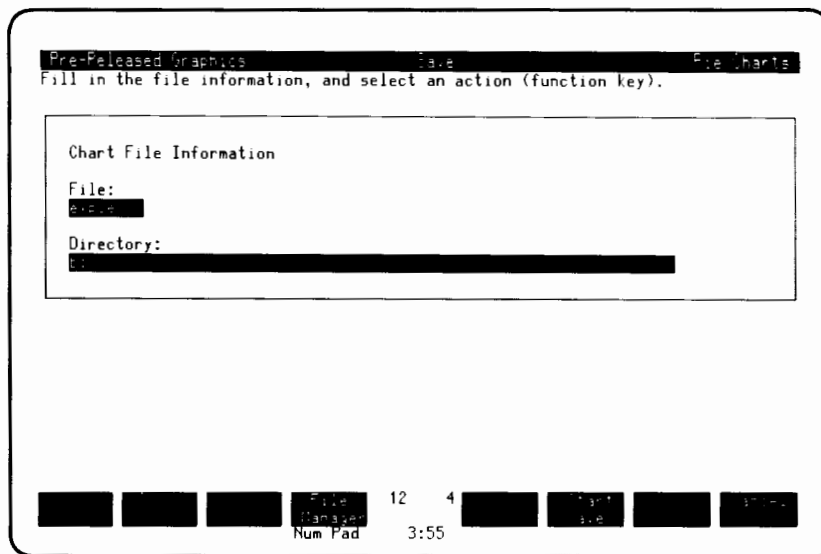 Pre-Released Graphics Save Pie Charts
Fill in the file information, and select an action (function key).
Chart File Information
File:
Directory:
File 12 4 Start
Manager Save
Num Pad 3:55